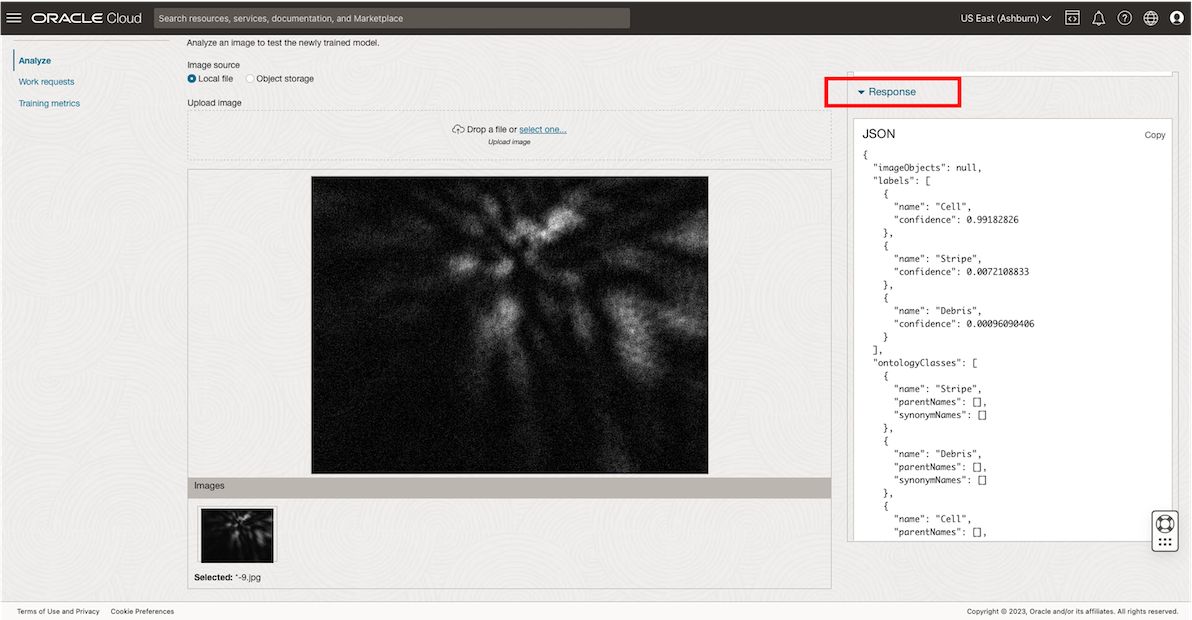 ORACLE Cloud
Search resources, services, documentation, and Marketplace
US East (Ashburn)
Analyze
Work requests
Training metrics
Analyze an image to test the newly trained model.
Image source
Local file
Object storage
Upload image
Drop a file or select one...
Upload image
Images
Selected: "-9.jpg
Response
JSON
Copy
{
"imageObjects": null,
"labels": [
{
"name": "Cell",
"confidence": 0.99182826
},
{
"name": "Stripe",
"confidence": 0.0072108833
},
{
"name": "Debris",
"confidence": 0.00096090406
}
],
"ontologyClasses": [
{
"name": "Stripe",
"parentNames": [],
"synonymNames": []
},
{
"name": "Debris",
"parentNames": [],
"synonymNames": []
},
{
"name": "Cell",
"parentNames": [],
Terms of Use and Privacy
Cookie Preferences
Copyright © 2023, Oracle and/or its affiliates. All rights reserved.